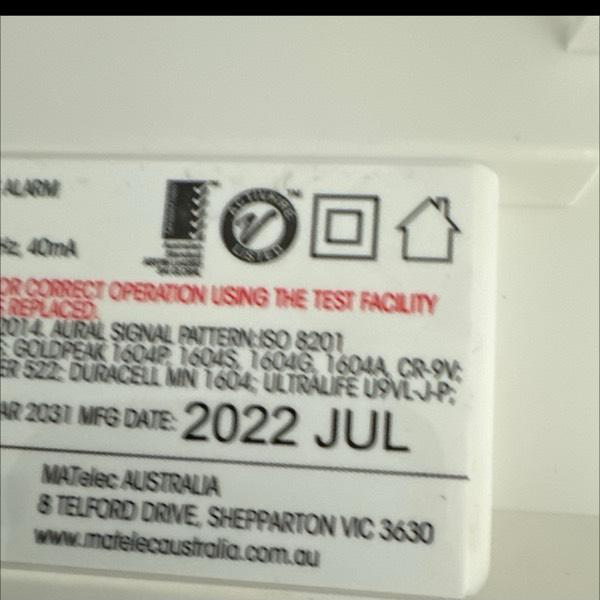 ALARM
ACTIVFIRE
LISTED
Hz, 40mA
OR CORRECT OPERATION USING THE TEST FACILITY
E REPLACED.
2014. AURAL SIGNAL PATTERN:ISO 8201
S: GOLDPEAK 1604P, 1604S, 1604G, 1604A, CR-9V;
ER 522; DURACELL MN 1604; ULTRALIFE U9VL-J-P;
AR 2031 MFG DATE: 2022 JUL
MATelec AUSTRALIA
8 TELFORD DRIVE, SHEPPARTON VIC 3630
www.matelecaustralia.com.au